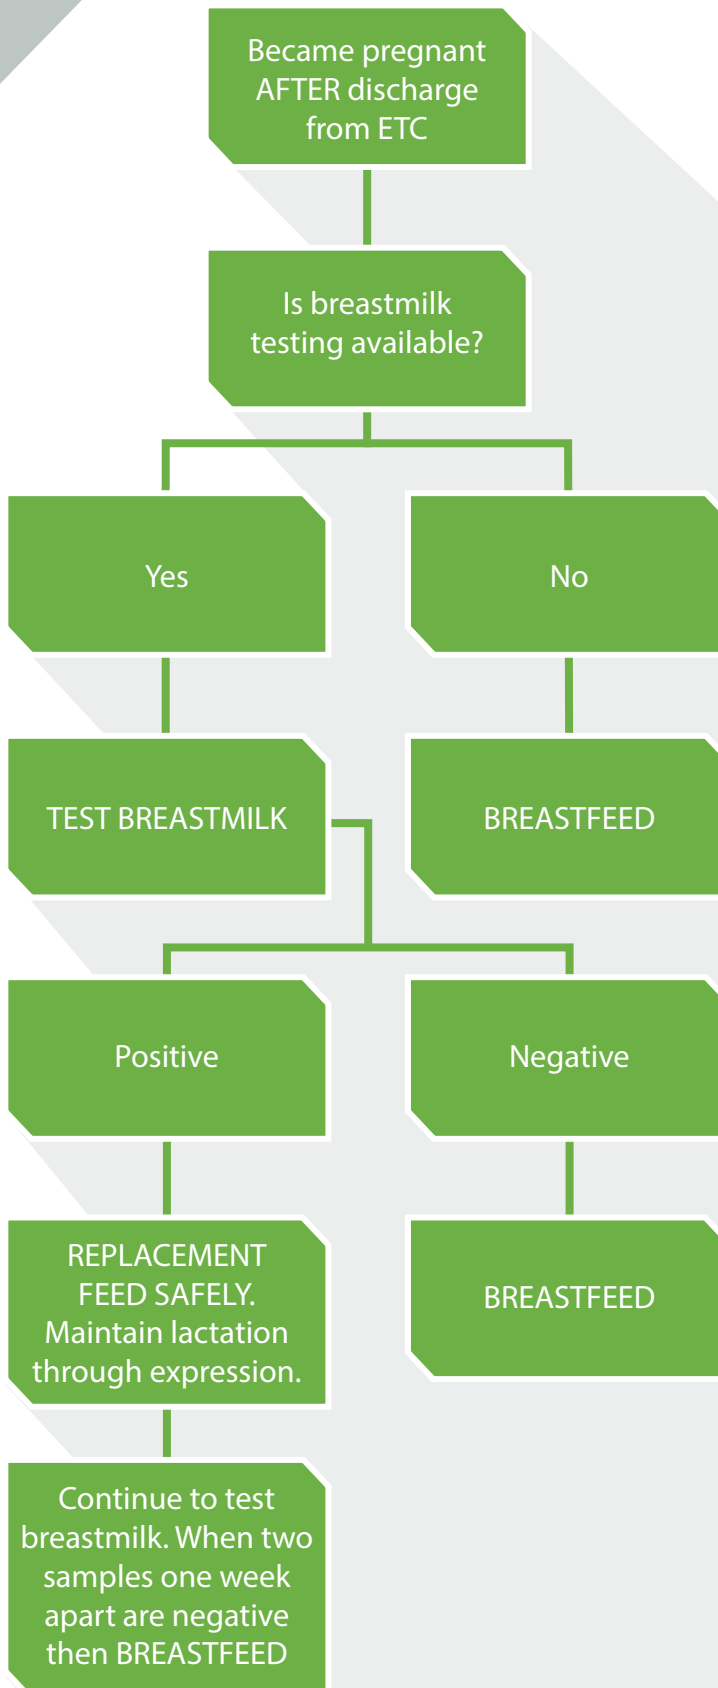 Became pregnant
AFTER discharge
from ETC
Is breastmilk
testing available?
Yes
No
TEST BREASTMILK
BREASTFEED
Positive
Negative
REPLACEMENT
FEED SAFELY.
Maintain lactation
through expression.
BREASTFEED
Continue to test
breastmilk. When two
samples one week
apart are negative
then BREASTFEED